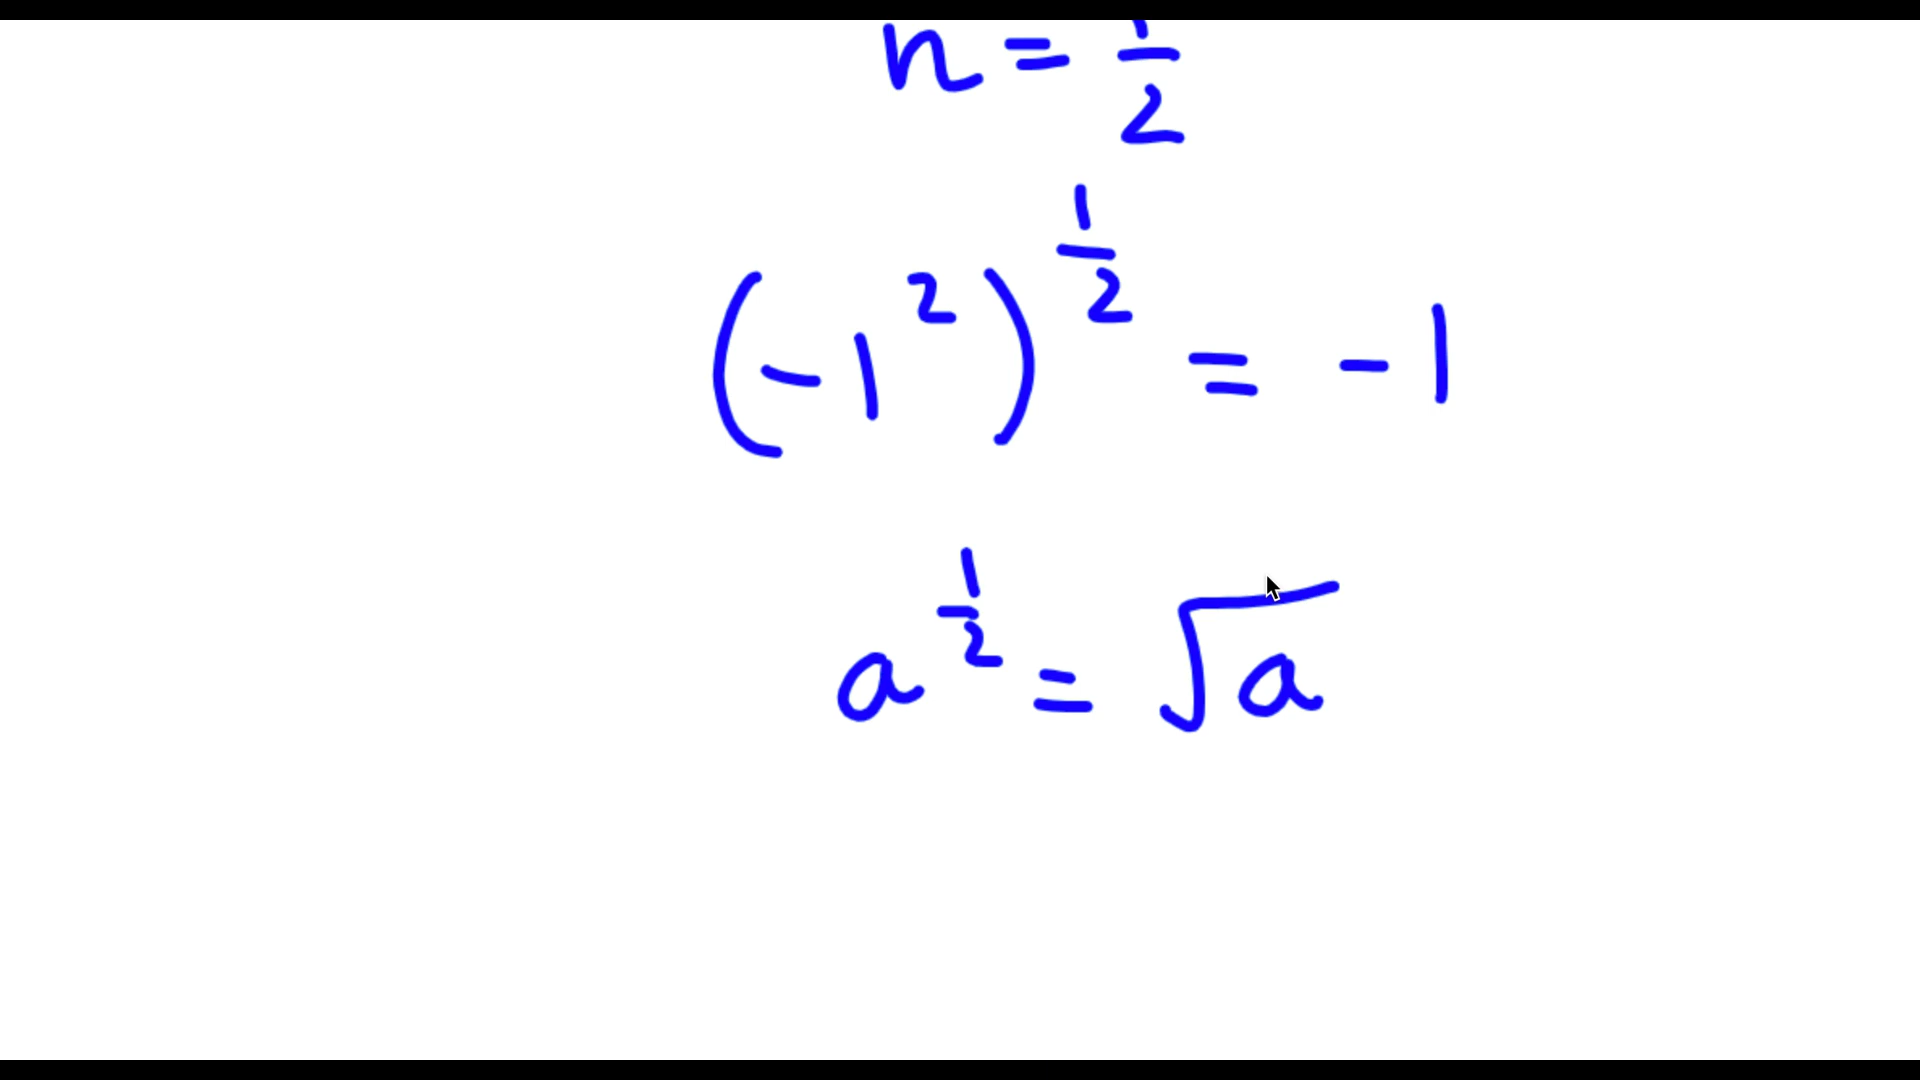 n = 1/2
(-1²)^(1/2) = -1
a^(1/2) = √a